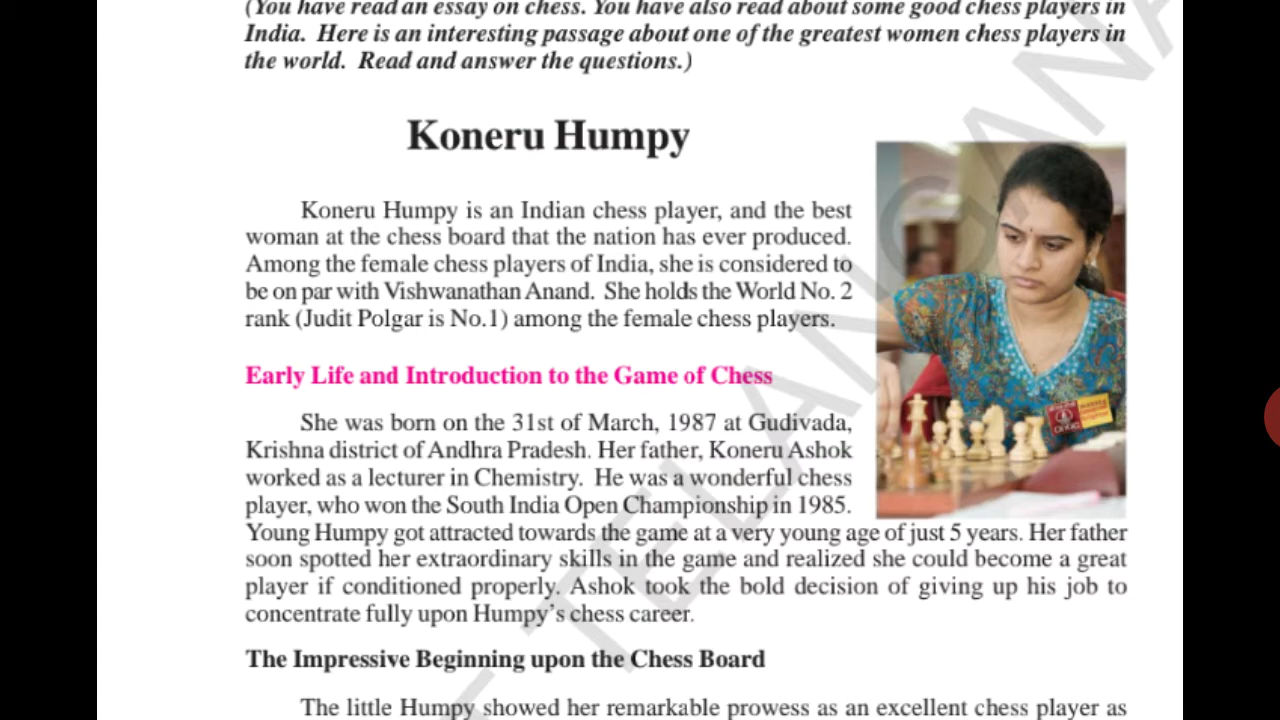 (You have read an essay on chess. You have also read about some good chess players in
India. Here is an interesting passage about one of the greatest women chess players in
the world. Read and answer the questions.)
Koneru Humpy
Koneru Humpy is an Indian chess player, and the best
woman at the chess board that the nation has ever produced.
Among the female chess players of India, she is considered to
be on par with Vishwanathan Anand. She holds the World No. 2
rank (Judit Polgar is No.1) among the female chess players.
Early Life and Introduction to the Game of Chess
She was born on the 31st of March, 1987 at Gudivada,
Krishna district of Andhra Pradesh. Her father, Koneru Ashok
worked as a lecturer in Chemistry. He was a wonderful chess
player, who won the South India Open Championship in 1985.
Young Humpy got attracted towards the game at a very young age of just 5 years. Her father
soon spotted her extraordinary skills in the game and realized she could become a great
player if conditioned properly. Ashok took the bold decision of giving up his job to
concentrate fully upon Humpy's chess career.
The Impressive Beginning upon the Chess Board
The little Humpy showed her remarkable prowess as an excellent chess player as
T TELANGANA